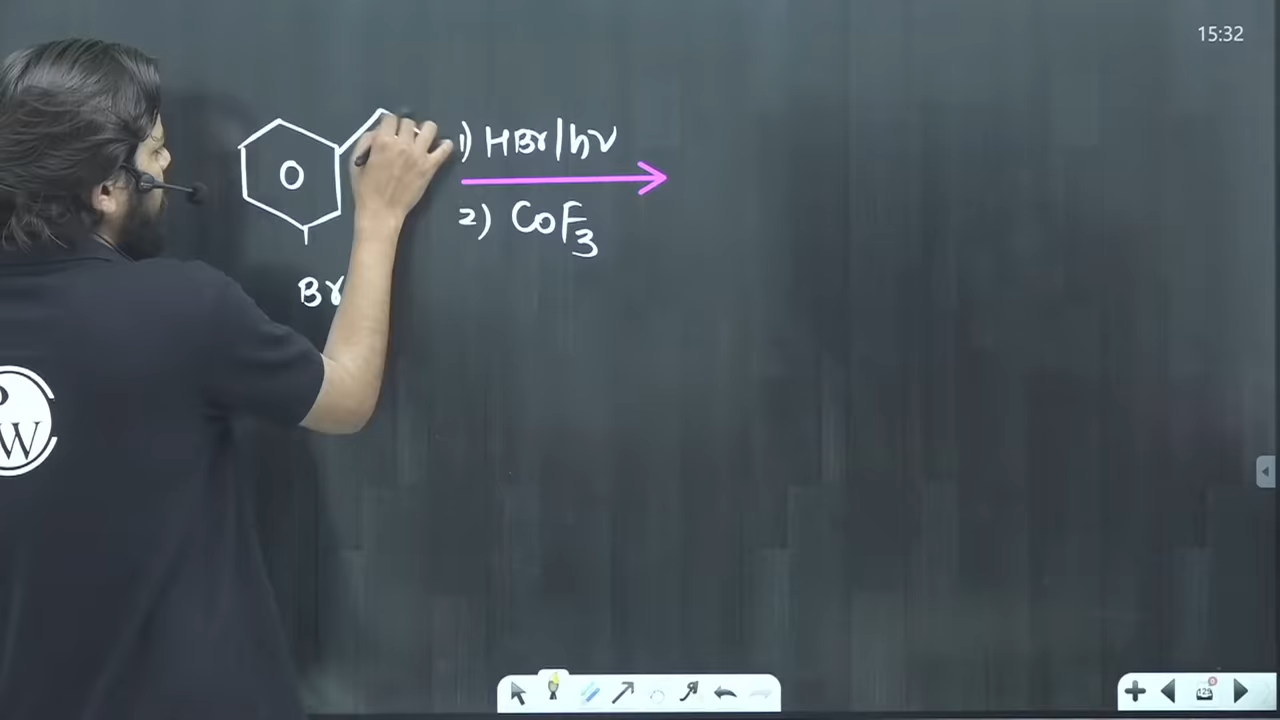 15:32
1) HBr/hν
O
2) CoF3
Br
P
W